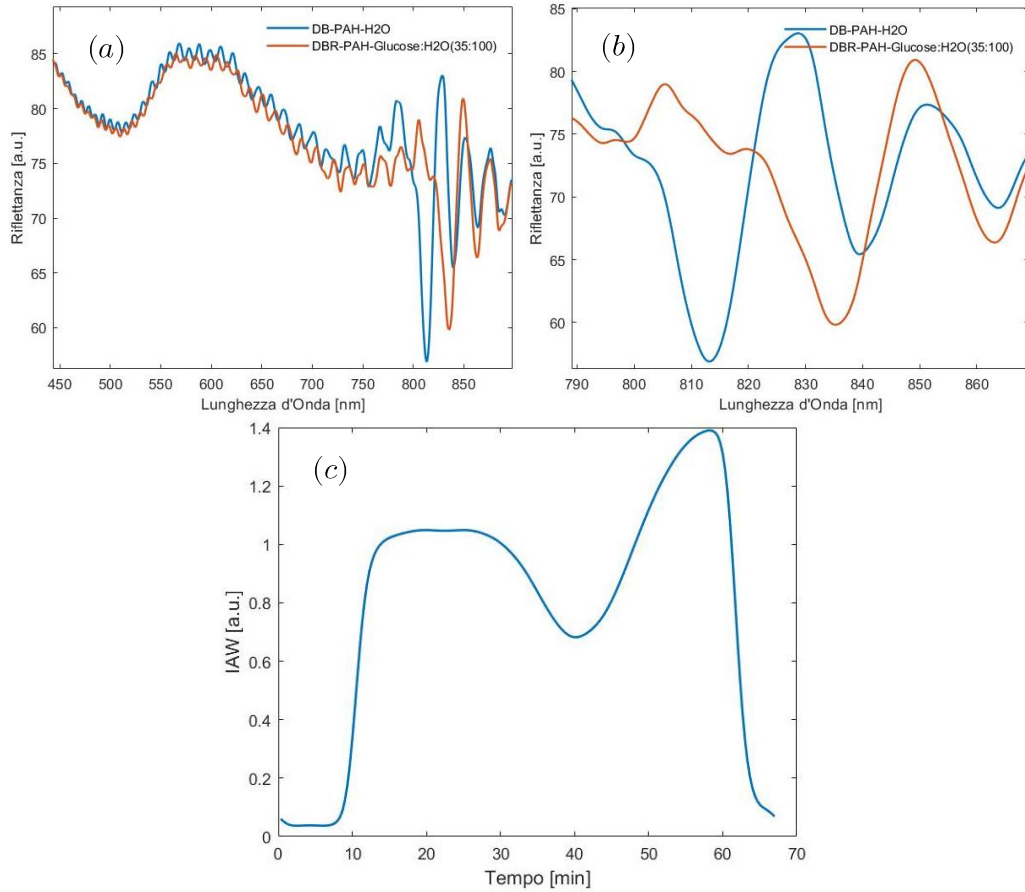 (a)
DB-PAH-H2O
DBR-PAH-Glucose:H2O(35:100)
Riflettanza [a.u.]
85
80
75
70
65
60
450 500 550 600 650 700 750 800 850
Lunghezza d'Onda [nm]
(b)
DB-PAH-H2O
DBR-PAH-Glucose:H2O(35:100)
Riflettanza [a.u.]
85
80
75
70
65
60
790 800 810 820 830 840 850 860
Lunghezza d'Onda [nm]
(c)
IAW [a.u.]
1.4
1.2
1
0.8
0.6
0.4
0.2
0
0 10 20 30 40 50 60 70
Tempo [min]